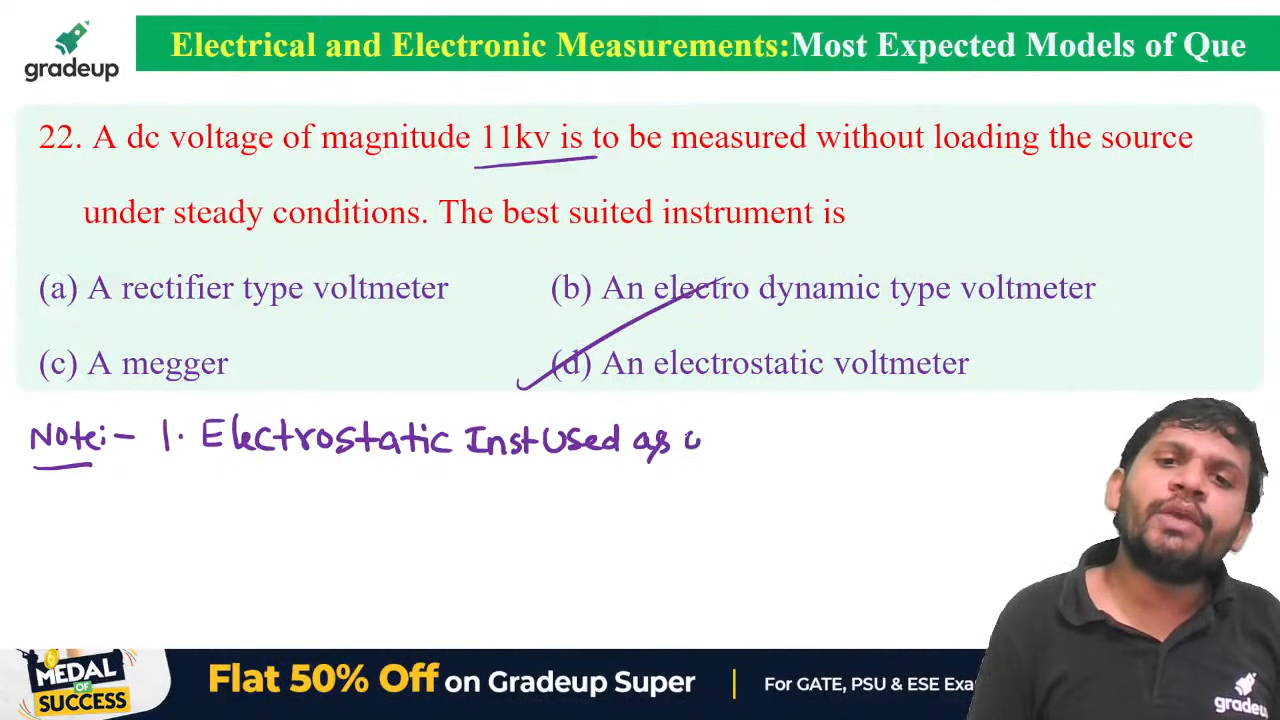 gradeup
Electrical and Electronic Measurements:Most Expected Models of Que
22. A dc voltage of magnitude 11kv is to be measured without loading the source
under steady conditions. The best suited instrument is
(a) A rectifier type voltmeter
(b) An electro dynamic type voltmeter
(c) A megger
(d) An electrostatic voltmeter
Note:- 1. Electrostatic Inst Used as
MEDAL
OF
SUCCESS
Flat 50% Off on Gradeup Super
For GATE, PSU & ESE Exa
gradeu